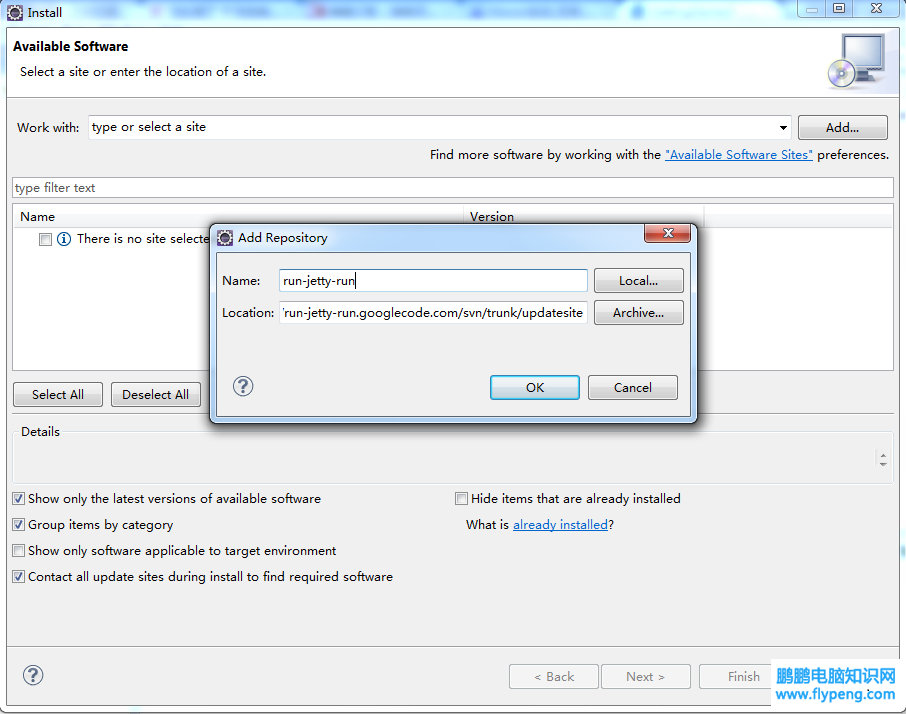 Install
Available Software
Select a site or enter the location of a site.
Work with: type or select a site Add...
Find more software by working with the "Available Software Sites" preferences.
type filter text
Name Version
There is no site selecte
Add Repository
Name: run-jetty-run Local...
Location: run-jetty-run.googlecode.com/svn/trunk/updatesite Archive...
OK Cancel
Select All Deselect All
Details
Show only the latest versions of available software Hide items that are already installed
Group items by category What is already installed?
Show only software applicable to target environment
Contact all update sites during install to find required software
< Back Next > Finish
鹏鹏电脑知识网
www.flypeng.com